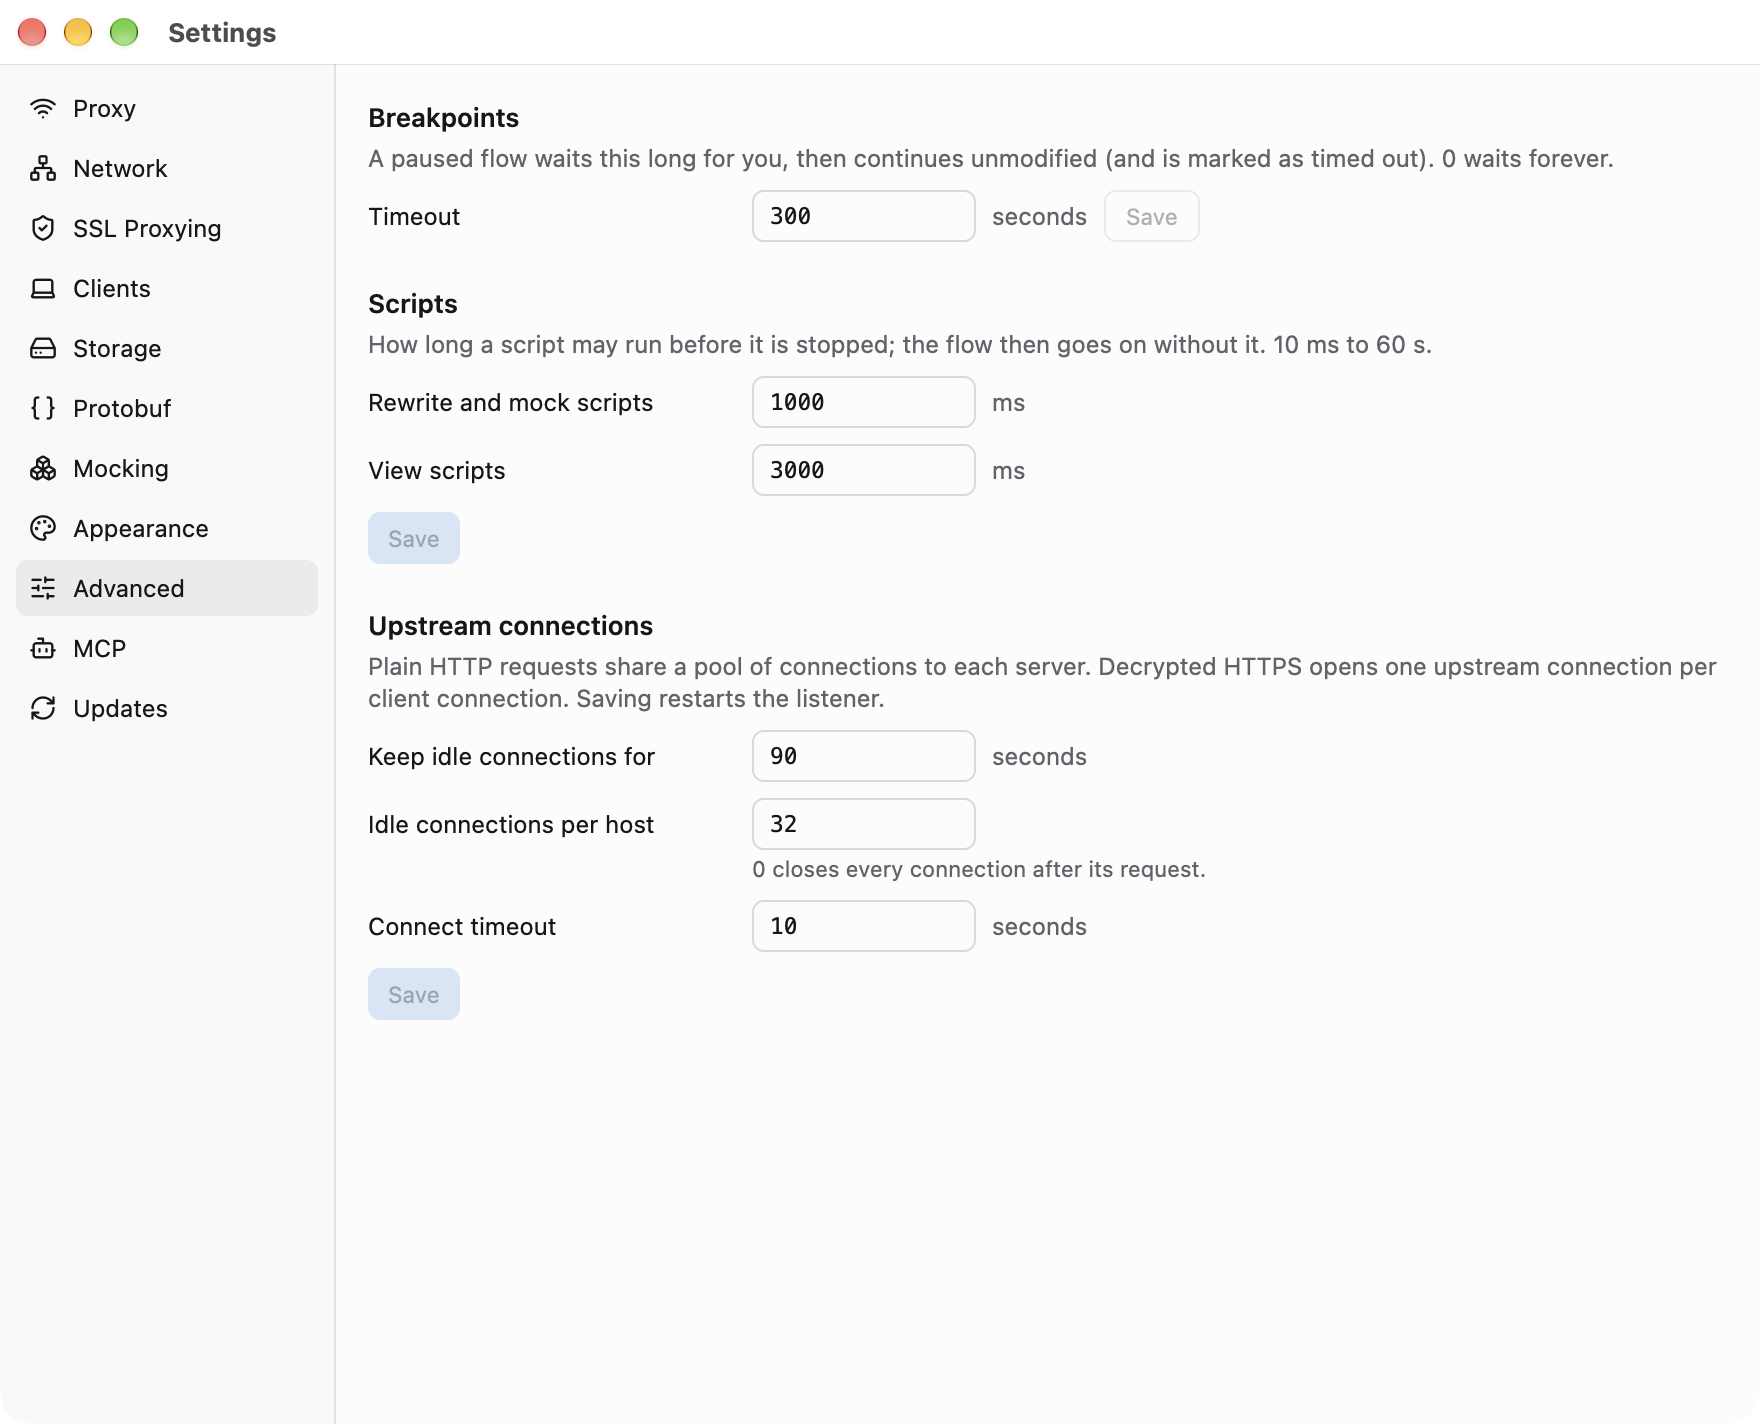 Settings
Proxy
Network
SSL Proxying
Clients
Storage
Protobuf
Mocking
Appearance
Advanced
MCP
Updates
Breakpoints
A paused flow waits this long for you, then continues unmodified (and is marked as timed out). 0 waits forever.
Timeout 300 seconds Save
Scripts
How long a script may run before it is stopped; the flow then goes on without it. 10 ms to 60 s.
Rewrite and mock scripts 1000 ms
View scripts 3000 ms
Save
Upstream connections
Plain HTTP requests share a pool of connections to each server. Decrypted HTTPS opens one upstream connection per
client connection. Saving restarts the listener.
Keep idle connections for 90 seconds
Idle connections per host 32
0 closes every connection after its request.
Connect timeout 10 seconds
Save